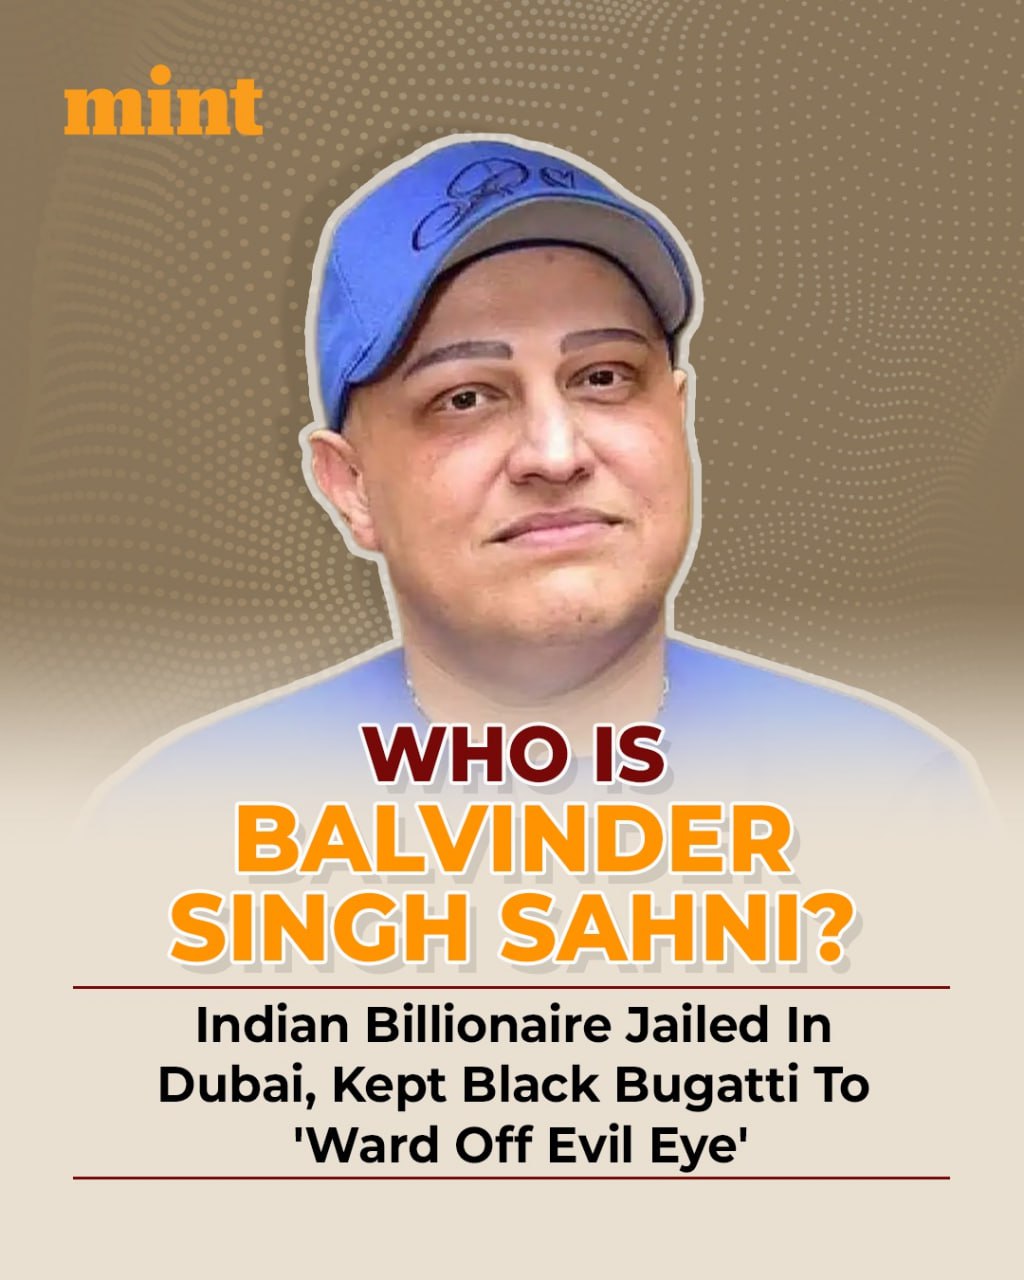 mint
WHO IS
BALVINDER
SINGH SAHNI?
Indian Billionaire Jailed In
Dubai, Kept Black Bugatti To
'Ward Off Evil Eye'